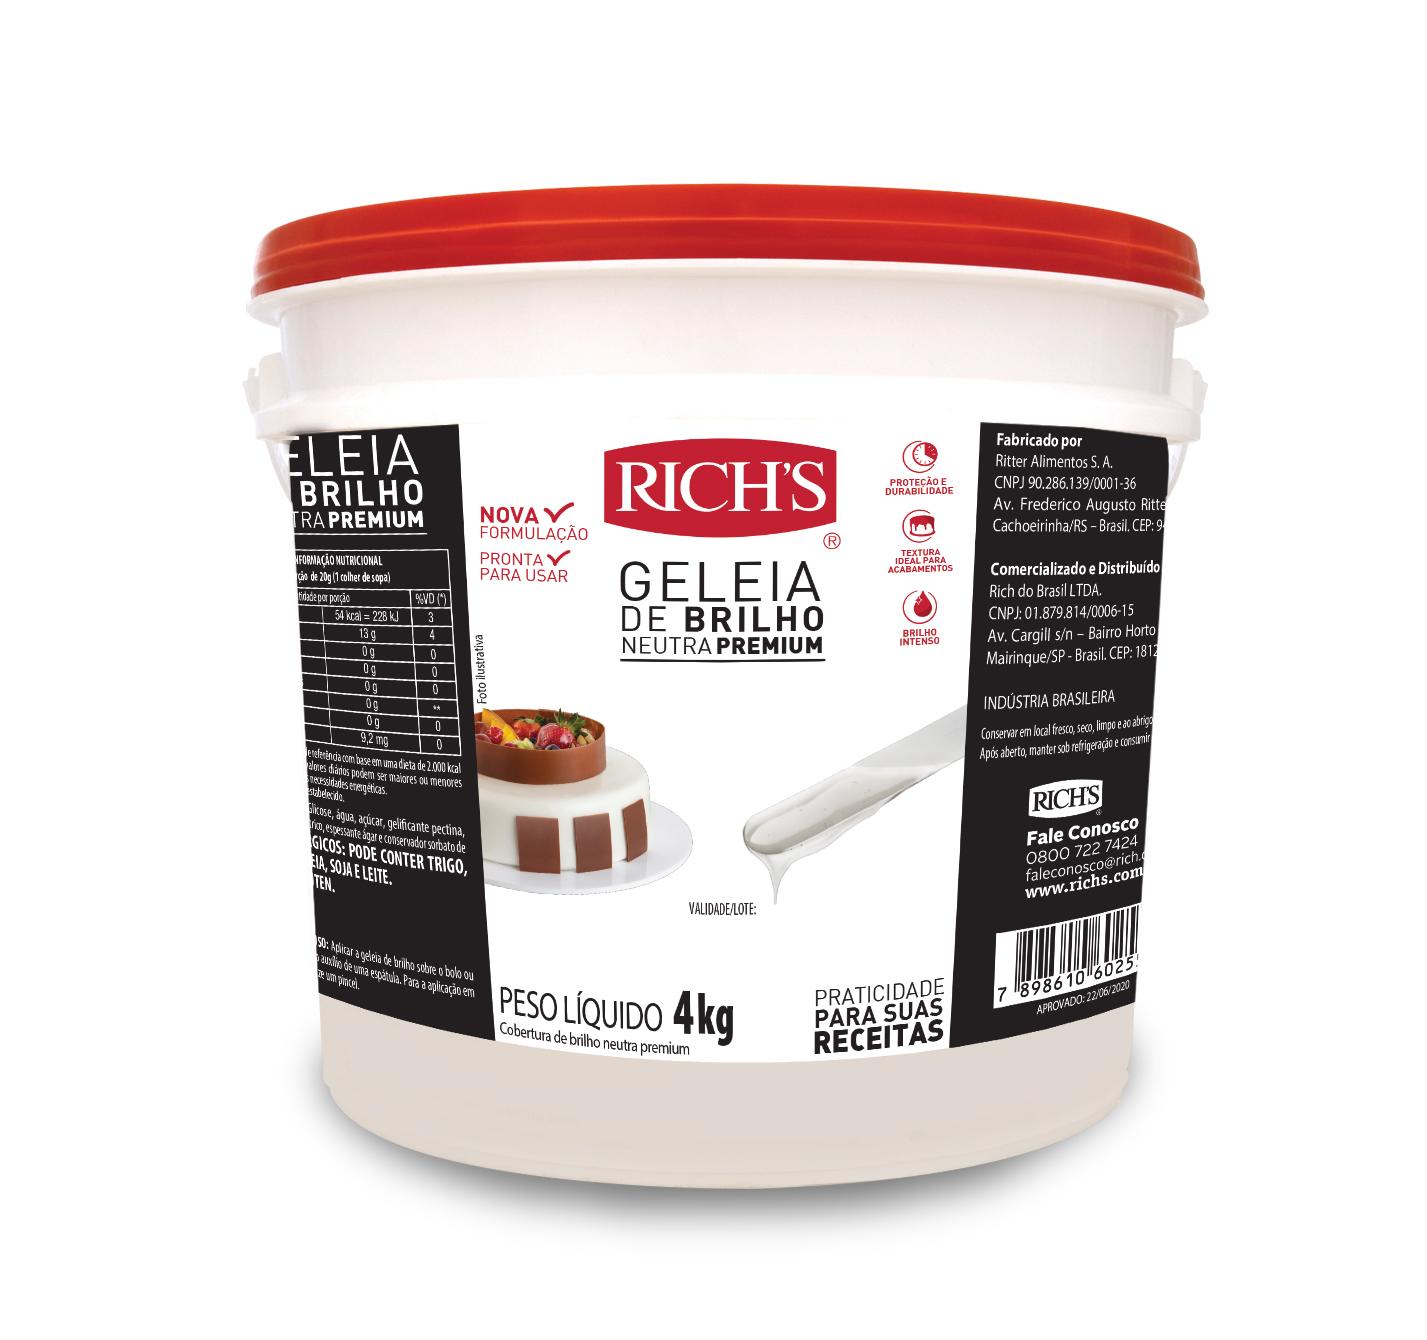 ELEIA
BRILHO
TRA PREMIUM
INFORMAÇÃO NUTRICIONAL
de 20g (1 colher de sopa)
por porção %VD (*)
54 kcal = 228 kJ 3
13 g 4
0 g 0
0 g 0
0 g 0
0 g **
0 g 0
9,2 mg 0
referência com base em uma dieta de 2.000 kcal
valores diários podem ser maiores ou menores
necessidades energéticas.
água, açúcar, gelificante pectina,
espessante ágar e conservador sorbato de
PODE CONTER TRIGO,
SOJA E LEITE.
Aplicar a geleia de brilho sobre o bolo ou
auxílio de uma espátula. Para a aplicação em
um pincel.
RICH'S
®
NOVA
FORMULAÇÃO
PRONTA
PARA USAR
GELEIA
DE BRILHO
NEUTRA PREMIUM
PROTEÇÃO E
DURABILIDADE
TEXTURA
IDEAL PARA
ACABAMENTOS
BRILHO
INTENSO
Foto ilustrativa
VALIDADE/LOTE:
PESO LÍQUIDO 4kg
Cobertura de brilho neutra premium
PRATICIDADE
PARA SUAS
RECEITAS
Fabricado por
Ritter Alimentos S. A.
CNPJ 90.286.139/0001-36
Av. Frederico Augusto Ritte
Cachoeirinha/RS – Brasil. CEP: 9
Comercializado e Distribuído
Rich do Brasil LTDA.
CNPJ: 01.879.814/0006-15
Av. Cargill s/n – Bairro Horto
Mairinque/SP - Brasil. CEP: 1812
INDÚSTRIA BRASILEIRA
Conservar em local fresco, seco, limpo e ao abrigo
Após aberto, manter sob refrigeração e consumir
RICH'S
®
Fale Conosco
0800 722 7424
faleconosco@rich.
www.richs.com
7 898610 6025
APROVADO: 22/06/2020